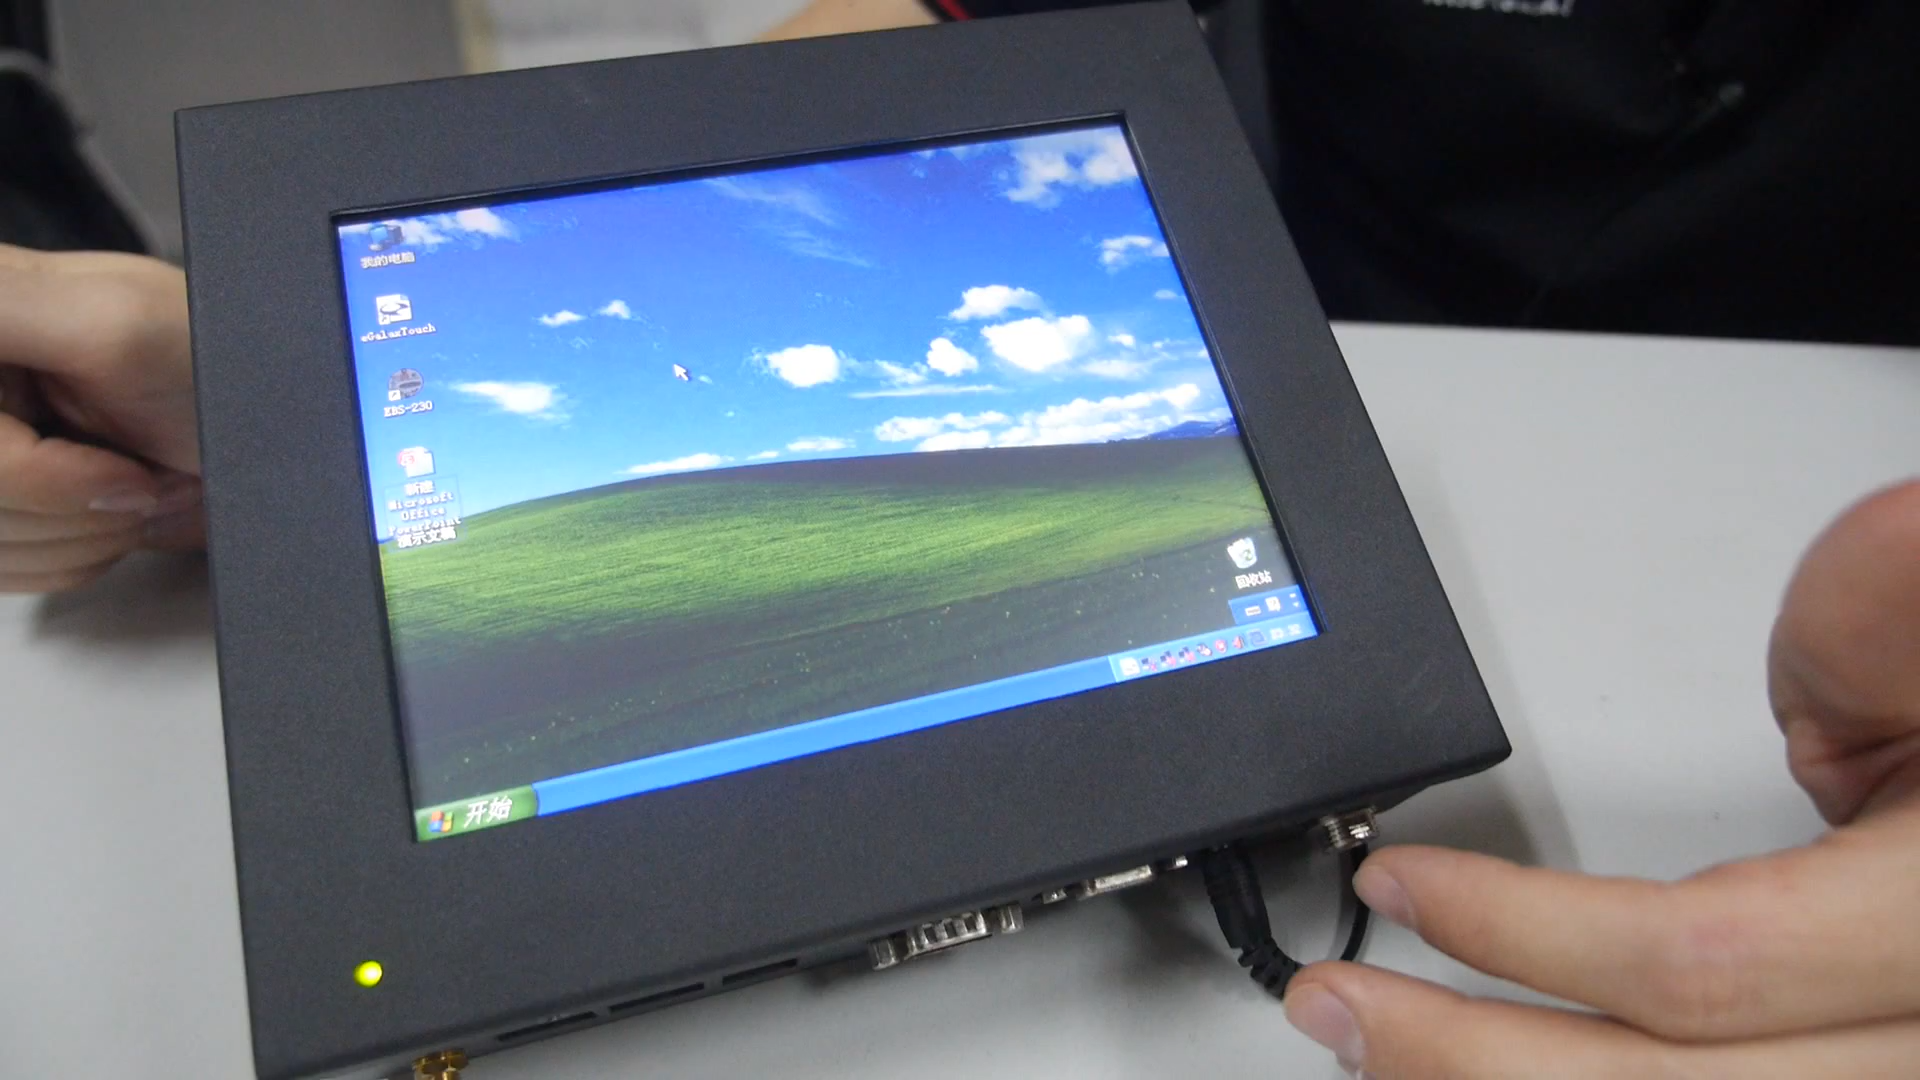 我的电脑
eGalaxTouch
EBS-230
新建
Microsoft
Office
PowerPoint
演示文稿
回收站
开始